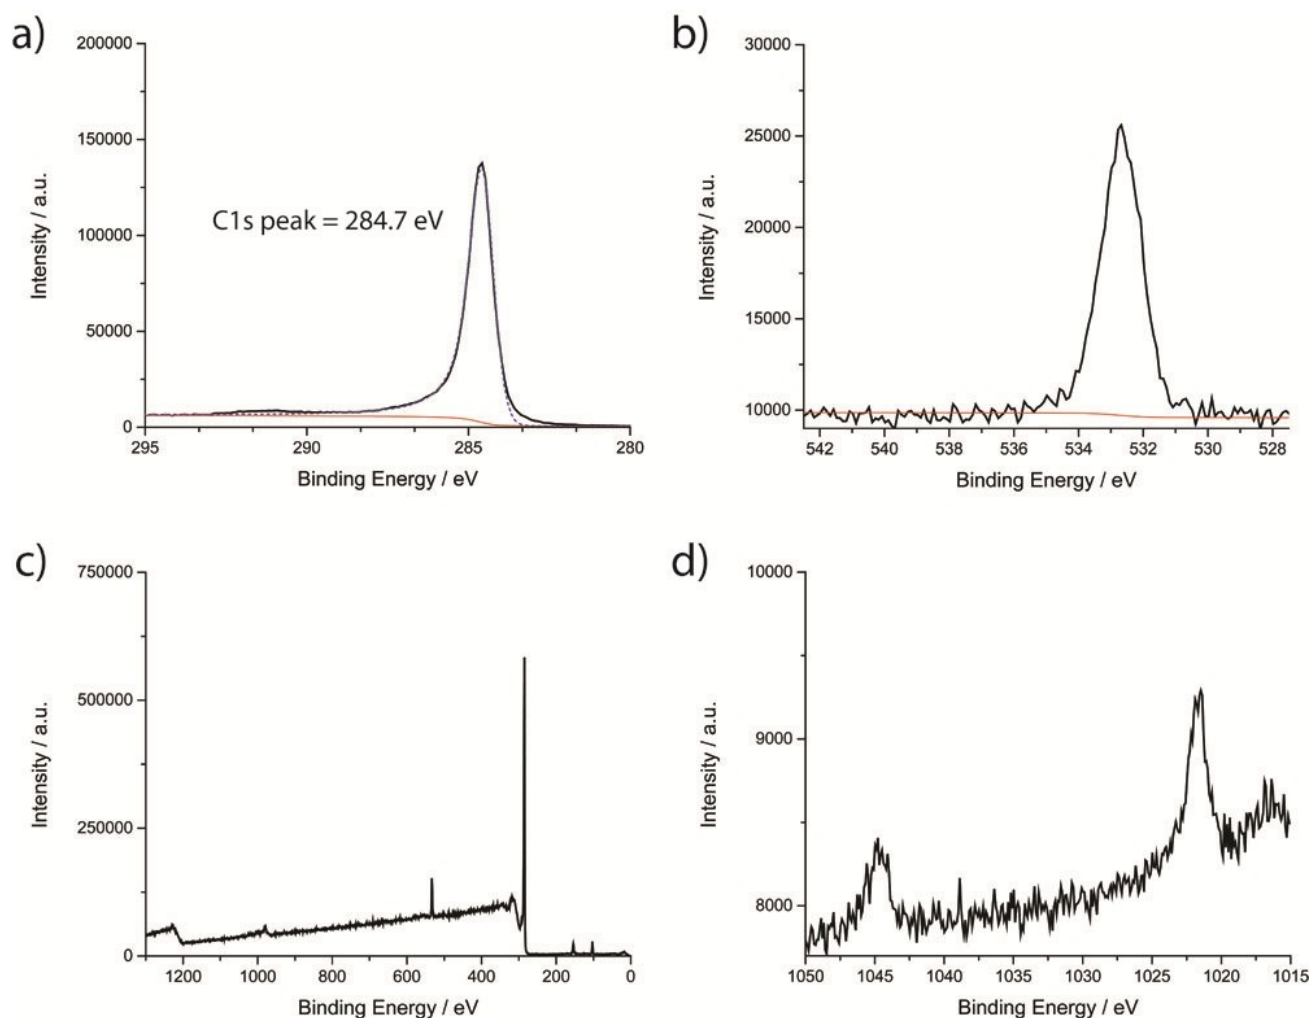 a)
200000
150000
100000
50000
0
Intensity / a.u.
C1s peak = 284.7 eV
295 290 285 280
Binding Energy / eV
b)
30000
25000
20000
15000
10000
Intensity / a.u.
542 540 538 536 534 532 530 528
Binding Energy / eV
c)
750000
500000
250000
0
Intensity / a.u.
1200 1000 800 600 400 200 0
Binding Energy / eV
d)
10000
9000
8000
Intensity / a.u.
1050 1045 1040 1035 1030 1025 1020 1015
Binding Energy / eV